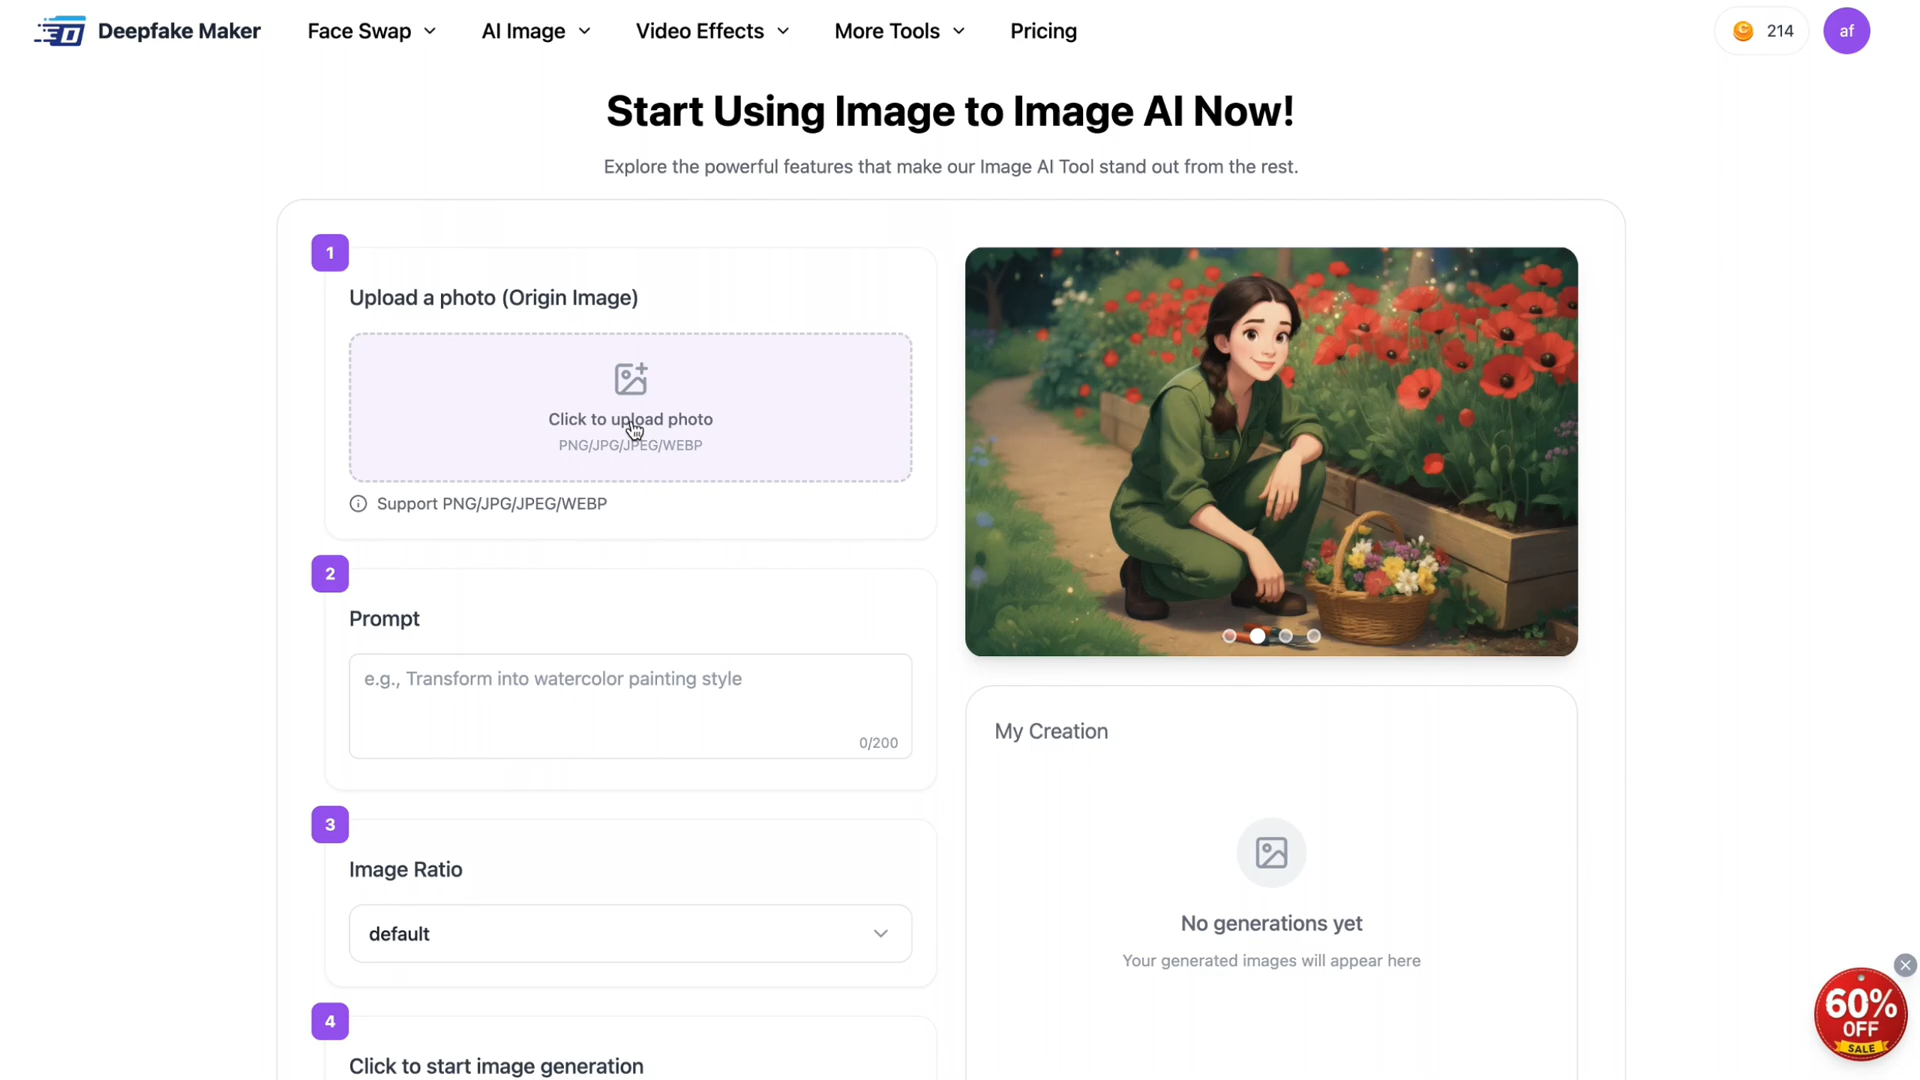 Deepfake Maker
Face Swap
AI Image
Video Effects
More Tools
Pricing
214
af
Start Using Image to Image AI Now!
Explore the powerful features that make our Image AI Tool stand out from the rest.
1
Upload a photo (Origin Image)
Click to upload photo
PNG/JPG/JPEG/WEBP
Support PNG/JPG/JPEG/WEBP
2
Prompt
e.g., Transform into watercolor painting style
0/200
3
Image Ratio
default
4
Click to start image generation
My Creation
No generations yet
Your generated images will appear here
60%
OFF
SALE